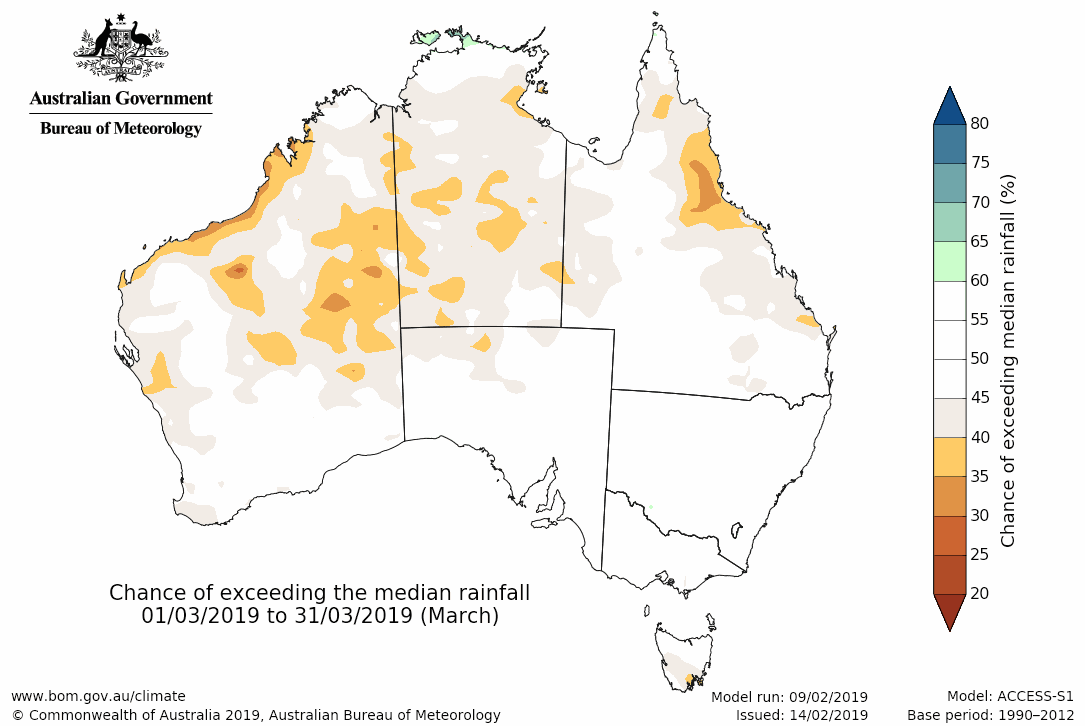 AUSTRALIA
Australian Government
Bureau of Meteorology
80
75
70
65
60
55
50
45
40
35
30
25
20
Chance of exceeding median rainfall (%)
Chance of exceeding the median rainfall
01/03/2019 to 31/03/2019 (March)
www.bom.gov.au/climate
© Commonwealth of Australia 2019, Australian Bureau of Meteorology
Model run: 09/02/2019
Issued: 14/02/2019
Model: ACCESS-S1
Base period: 1990–2012